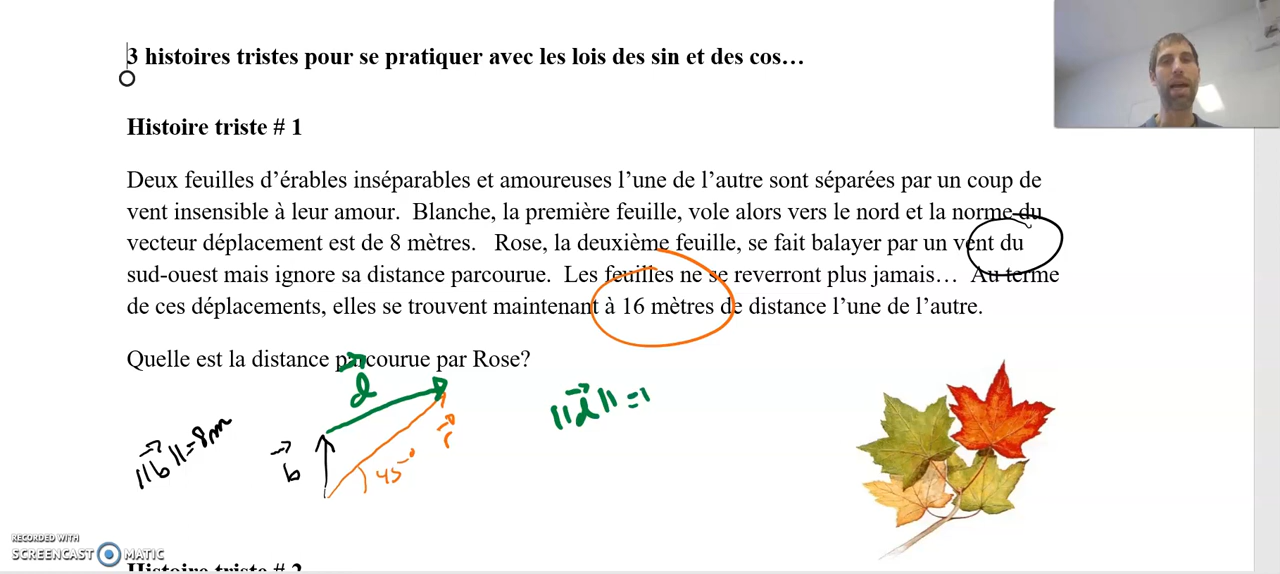 3 histoires tristes pour se pratiquer avec les lois des sin et des cos…
Histoire triste # 1
Deux feuilles d’érables inséparables et amoureuses l’une de l’autre sont séparées par un coup de
vent insensible à leur amour. Blanche, la première feuille, vole alors vers le nord et la norme du
vecteur déplacement est de 8 mètres. Rose, la deuxième feuille, se fait balayer par un vent du
sud-ouest mais ignore sa distance parcourue. Les feuilles ne se reverront plus jamais… Au terme
de ces déplacements, elles se trouvent maintenant à 16 mètres de distance l’une de l’autre.
Quelle est la distance parcourue par Rose?
d
||d|| = 1
||b|| = 8m
b
45°
r
RECORDED WITH
SCREENCAST MATIC
Histoire triste # 2